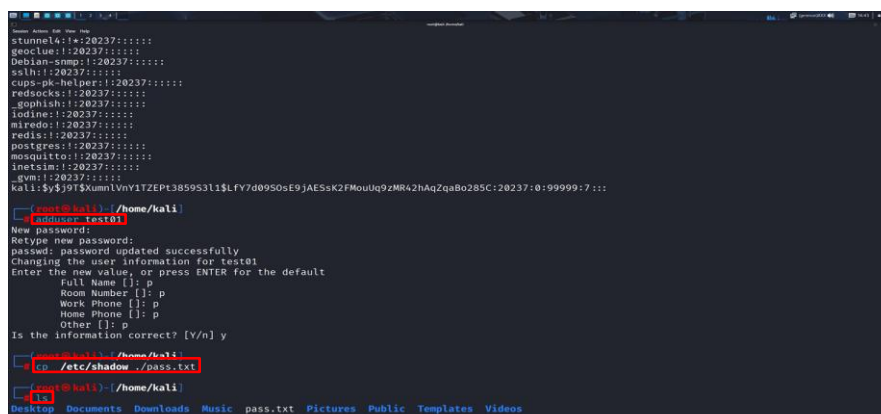 Session Actions Edit View Help
stunnel4:!*:20237::::::
geoclue:!:20237::::::
Debian-snmp:!:20237::::::
sslh:!:20237::::::
cups-pk-helper:!:20237::::::
redsocks:!:20237::::::
_gophish:!:20237::::::
iodine:!:20237::::::
miredo:!:20237::::::
redis:!:20237::::::
postgres:!:20237::::::
mosquitto:!:20237::::::
inetsim:!:20237::::::
_gvm:!:20237::::::
kali:$y$j9T$XumnlVnY1TZEPt3859S3l1$LfY7d09SOsE9jAESsK2FMouUq9zMR42hAqZqaBo285C:20237:0:99999:7:::
┌──(root㉿kali)-[/home/kali]
└─# adduser test01
New password:
Retype new password:
passwd: password updated successfully
Changing the user information for test01
Enter the new value, or press ENTER for the default
Full Name []: p
Room Number []: p
Work Phone []: p
Home Phone []: p
Other []: p
Is the information correct? [Y/n] y
┌──(root㉿kali)-[/home/kali]
└─# cp /etc/shadow ./pass.txt
┌──(root㉿kali)-[/home/kali]
└─# ls
Desktop Documents Downloads Music pass.txt Pictures Public Templates Videos